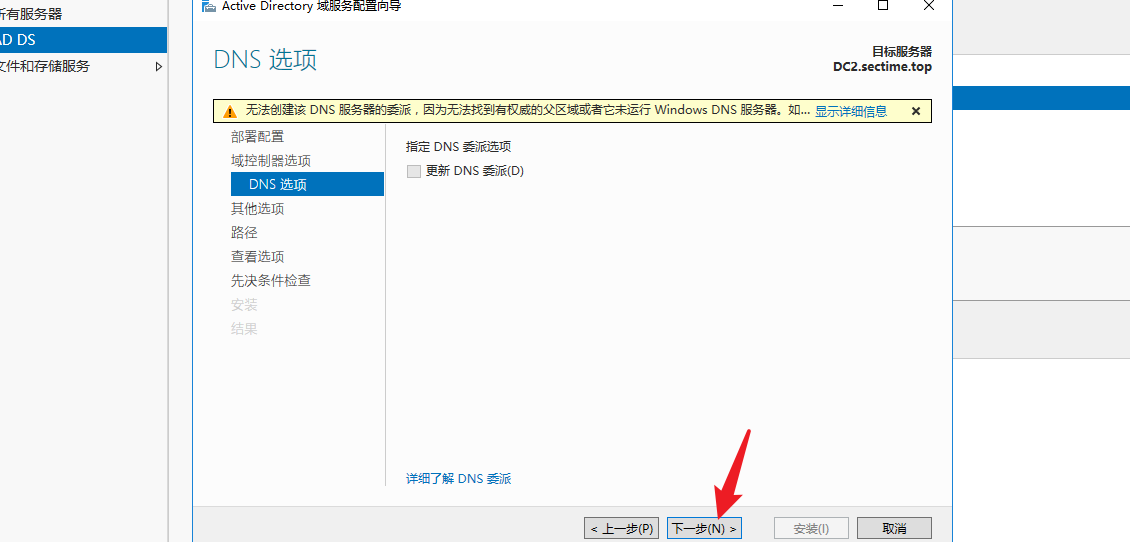 所有服务器
AD DS
文件和存储服务
Active Directory 域服务配置向导
DNS 选项
目标服务器
DC2.sectime.top
无法创建该 DNS 服务器的委派，因为无法找到有权威的父区域或者它未运行 Windows DNS 服务器。如... 显示详细信息
部署配置
域控制器选项
DNS 选项
其他选项
路径
查看选项
先决条件检查
安装
结果
指定 DNS 委派选项
更新 DNS 委派(D)
详细了解 DNS 委派
< 上一步(P) 下一步(N) > 安装(I) 取消